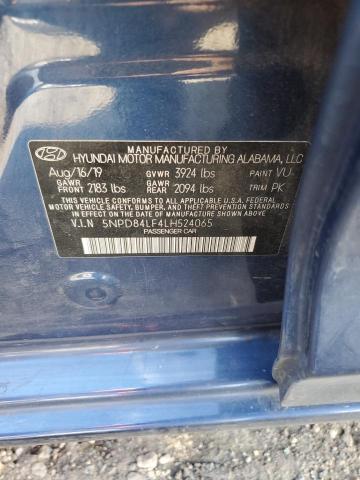 MANUFACTURED BY
HYUNDAI MOTOR MANUFACTURING ALABAMA, LLC
Aug/16/19 GVWR 3924 lbs PAINT VU
GAWR FRONT 2183 lbs GAWR REAR 2094 lbs TRIM PK
THIS VEHICLE CONFORMS TO ALL APPLICABLE U.S.A FEDERAL
MOTOR VEHICLE SAFETY, BUMPER, AND THEFT PREVENTION STANDARDS
IN EFFECT ON THE DATE OF MANUFACTURE SHOWN ABOVE.
V.I.N 5NPD84LF4LH524065
PASSENGER CAR